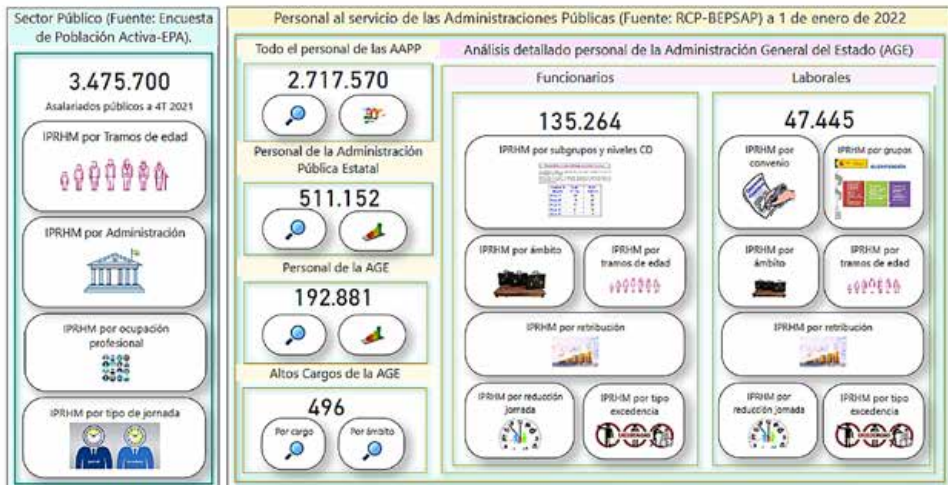 Sector Público (Fuente: Encuesta
de Población Activa-EPA).
3.475.700
Asalariados públicos a 4T 2021
IPRHM por Tramos de edad
IPRHM por Administración
IPRHM por ocupación
profesional
IPRHM por tipo de jornada
Personal al servicio de las Administraciones Públicas (Fuente: RCP-BEPSAP) a 1 de enero de 2022
Todo el personal de las AAPP
2.717.570
Personal de la Administración
Pública Estatal
511.152
Personal de la AGE
192.881
Altos Cargos de la AGE
496
Por cargo
Por ámbito
Análisis detallado personal de la Administración General del Estado (AGE)
Funcionarios
135.264
IPRHM por subgrupos y niveles CD
IPRHM por ámbito
IPRHM por
tramos de edad
IPRHM por retribución
IPRHM por reducción
jornada
IPRHM por tipo
excedencia
Laborales
47.445
IPRHM por
convenio
IPRHM por grupos
IPRHM por
ámbito
IPRHM por
tramos de edad
IPRHM por retribución
IPRHM por
reducción jornada
IPRHM por tipo
excedencia